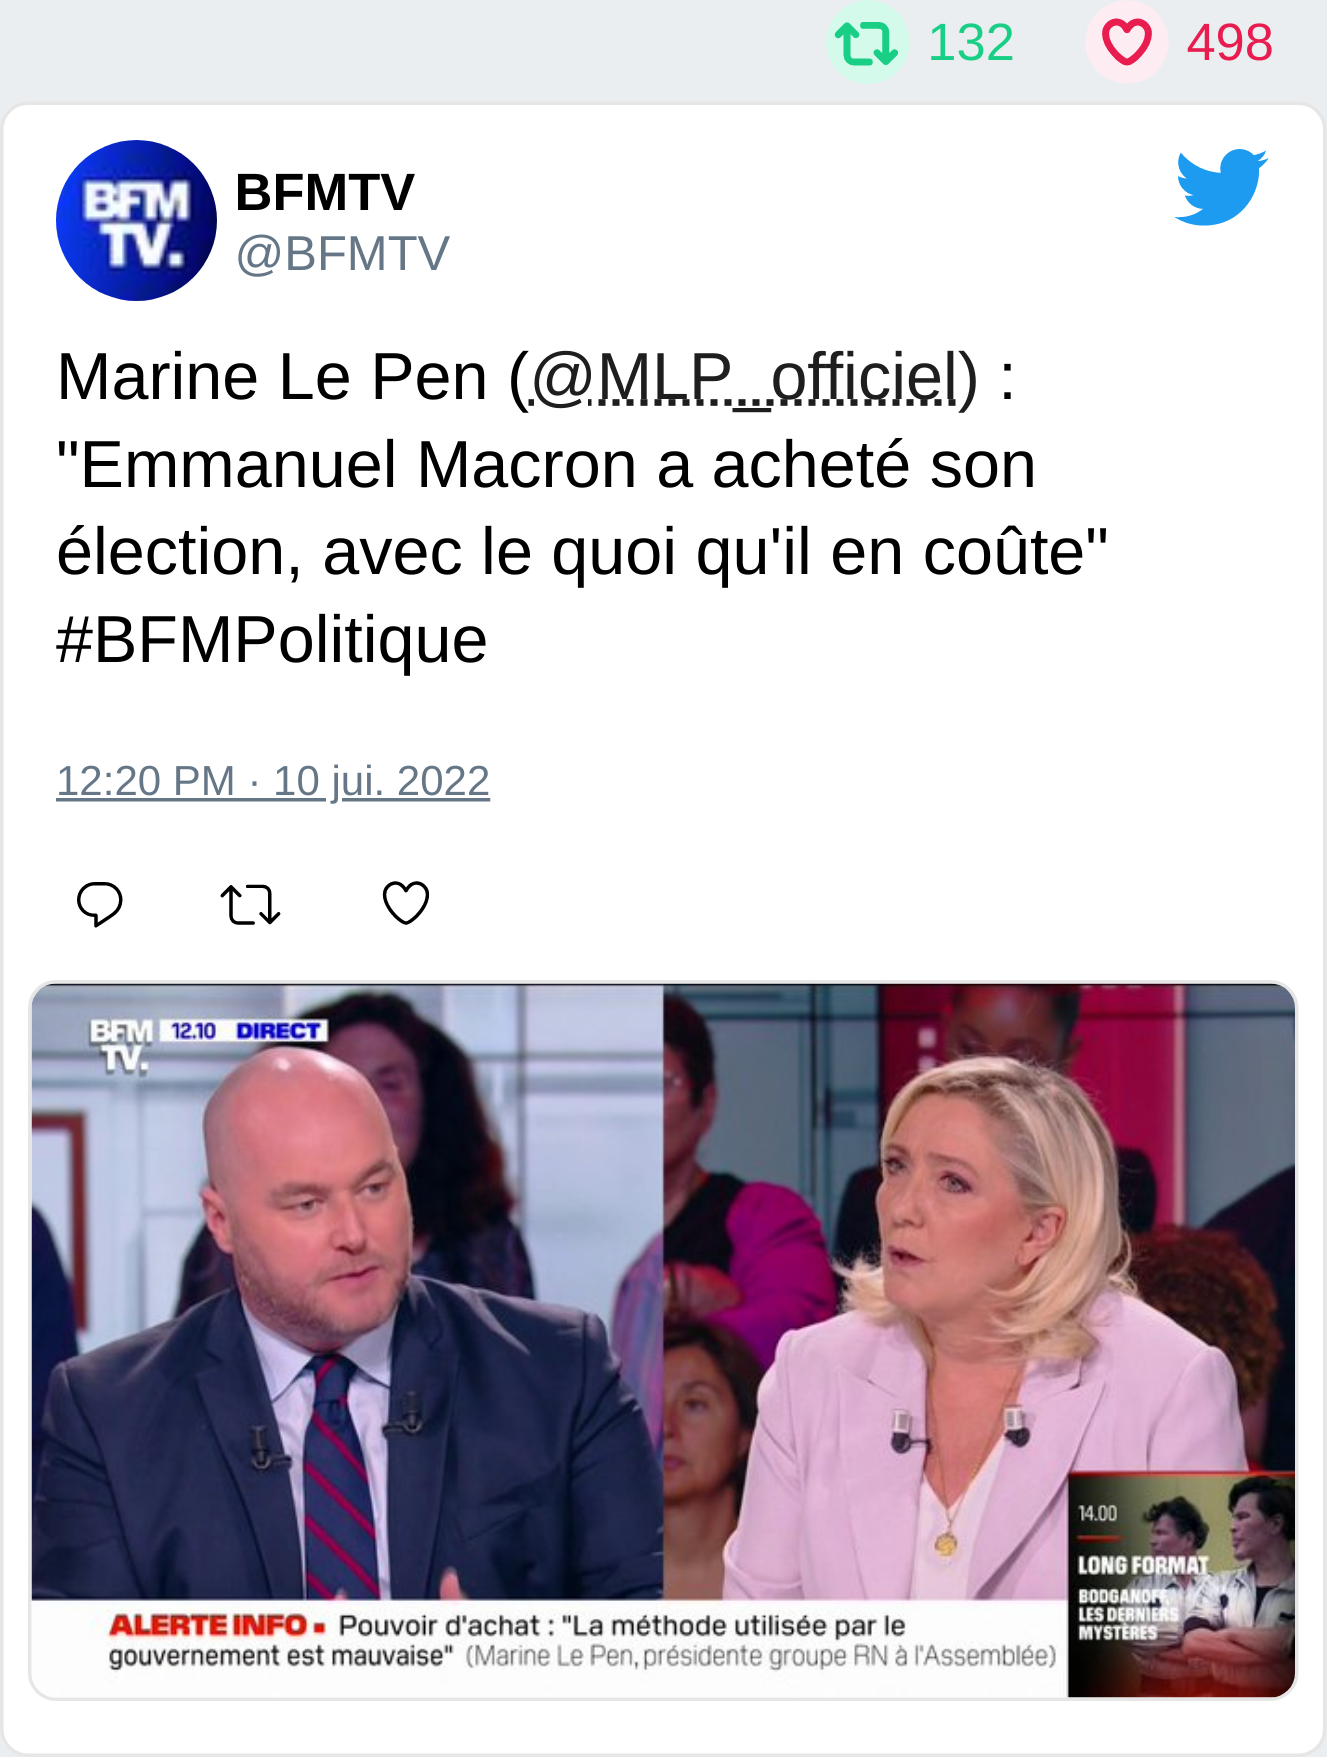 132 498
BFM
TV.
BFMTV
@BFMTV
Marine Le Pen (@MLP_officiel) :
"Emmanuel Macron a acheté son
élection, avec le quoi qu'il en coûte"
#BFMPolitique
12:20 PM · 10 jui. 2022
BFM
TV.
12.10 DIRECT
14.00
LONG FORMAT
BODGANOFF,
LES DERNIERS
MYSTÈRES
ALERTE INFO ▪ Pouvoir d'achat : "La méthode utilisée par le
gouvernement est mauvaise" (Marine Le Pen, présidente groupe RN à l'Assemblée)